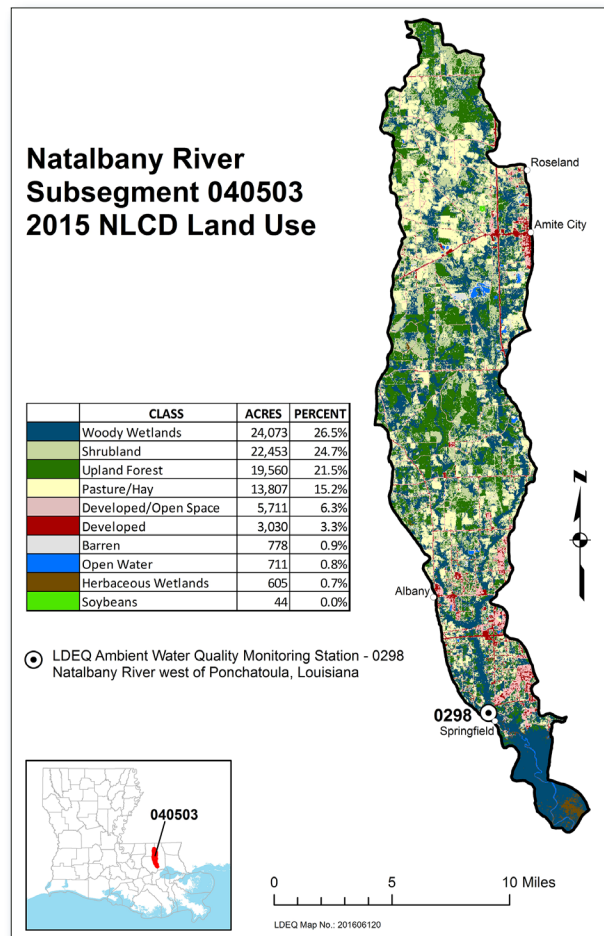 Natalbany River
Subsegment 040503
2015 NLCD Land Use
Roseland
Amite City
CLASS ACRES PERCENT
Woody Wetlands 24,073 26.5%
Shrubland 22,453 24.7%
Upland Forest 19,560 21.5%
Pasture/Hay 13,807 15.2%
Developed/Open Space 5,711 6.3%
Developed 3,030 3.3%
Barren 778 0.9%
Open Water 711 0.8%
Herbaceous Wetlands 605 0.7%
Soybeans 44 0.0%
N
Albany
LDEQ Ambient Water Quality Monitoring Station - 0298
Natalbany River west of Ponchatoula, Louisiana
0298
Springfield
040503
0 5 10 Miles
LDEQ Map No.: 201606120